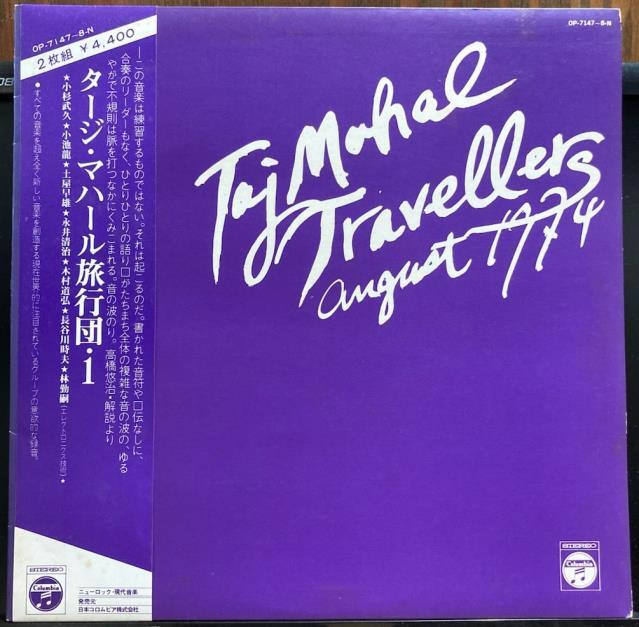 OP-7147~8-N
2枚組 ¥4,400
―この音楽は練習するものではない。それは起こるのだ。書かれた音符や口伝なしに、
合奏のリーダーもなく、ひとりひとりの語り口がたちまち全体の複雑な音の波の、ゆる
やがて不規則は脈を打つなかにくみこまれる。音の波のり。 高橋悠治・解説より
タージ・マハール旅行団・1
★小杉武久★小池龍★土屋早雄★永井清治★木村道弘★長谷川時夫★林勤嗣(エレクトロニクス技術)★
●すべての音楽を超え全く新しい音楽を創造する現在世界的に注目されているグループの意欲的な録音。
STEREO
Columbia
ニューロック・現代音楽
発売元
日本コロムビア株式会社
OP-7147~8-N
Taj Mahal
Travellers
august 1974
STEREO
Columbia